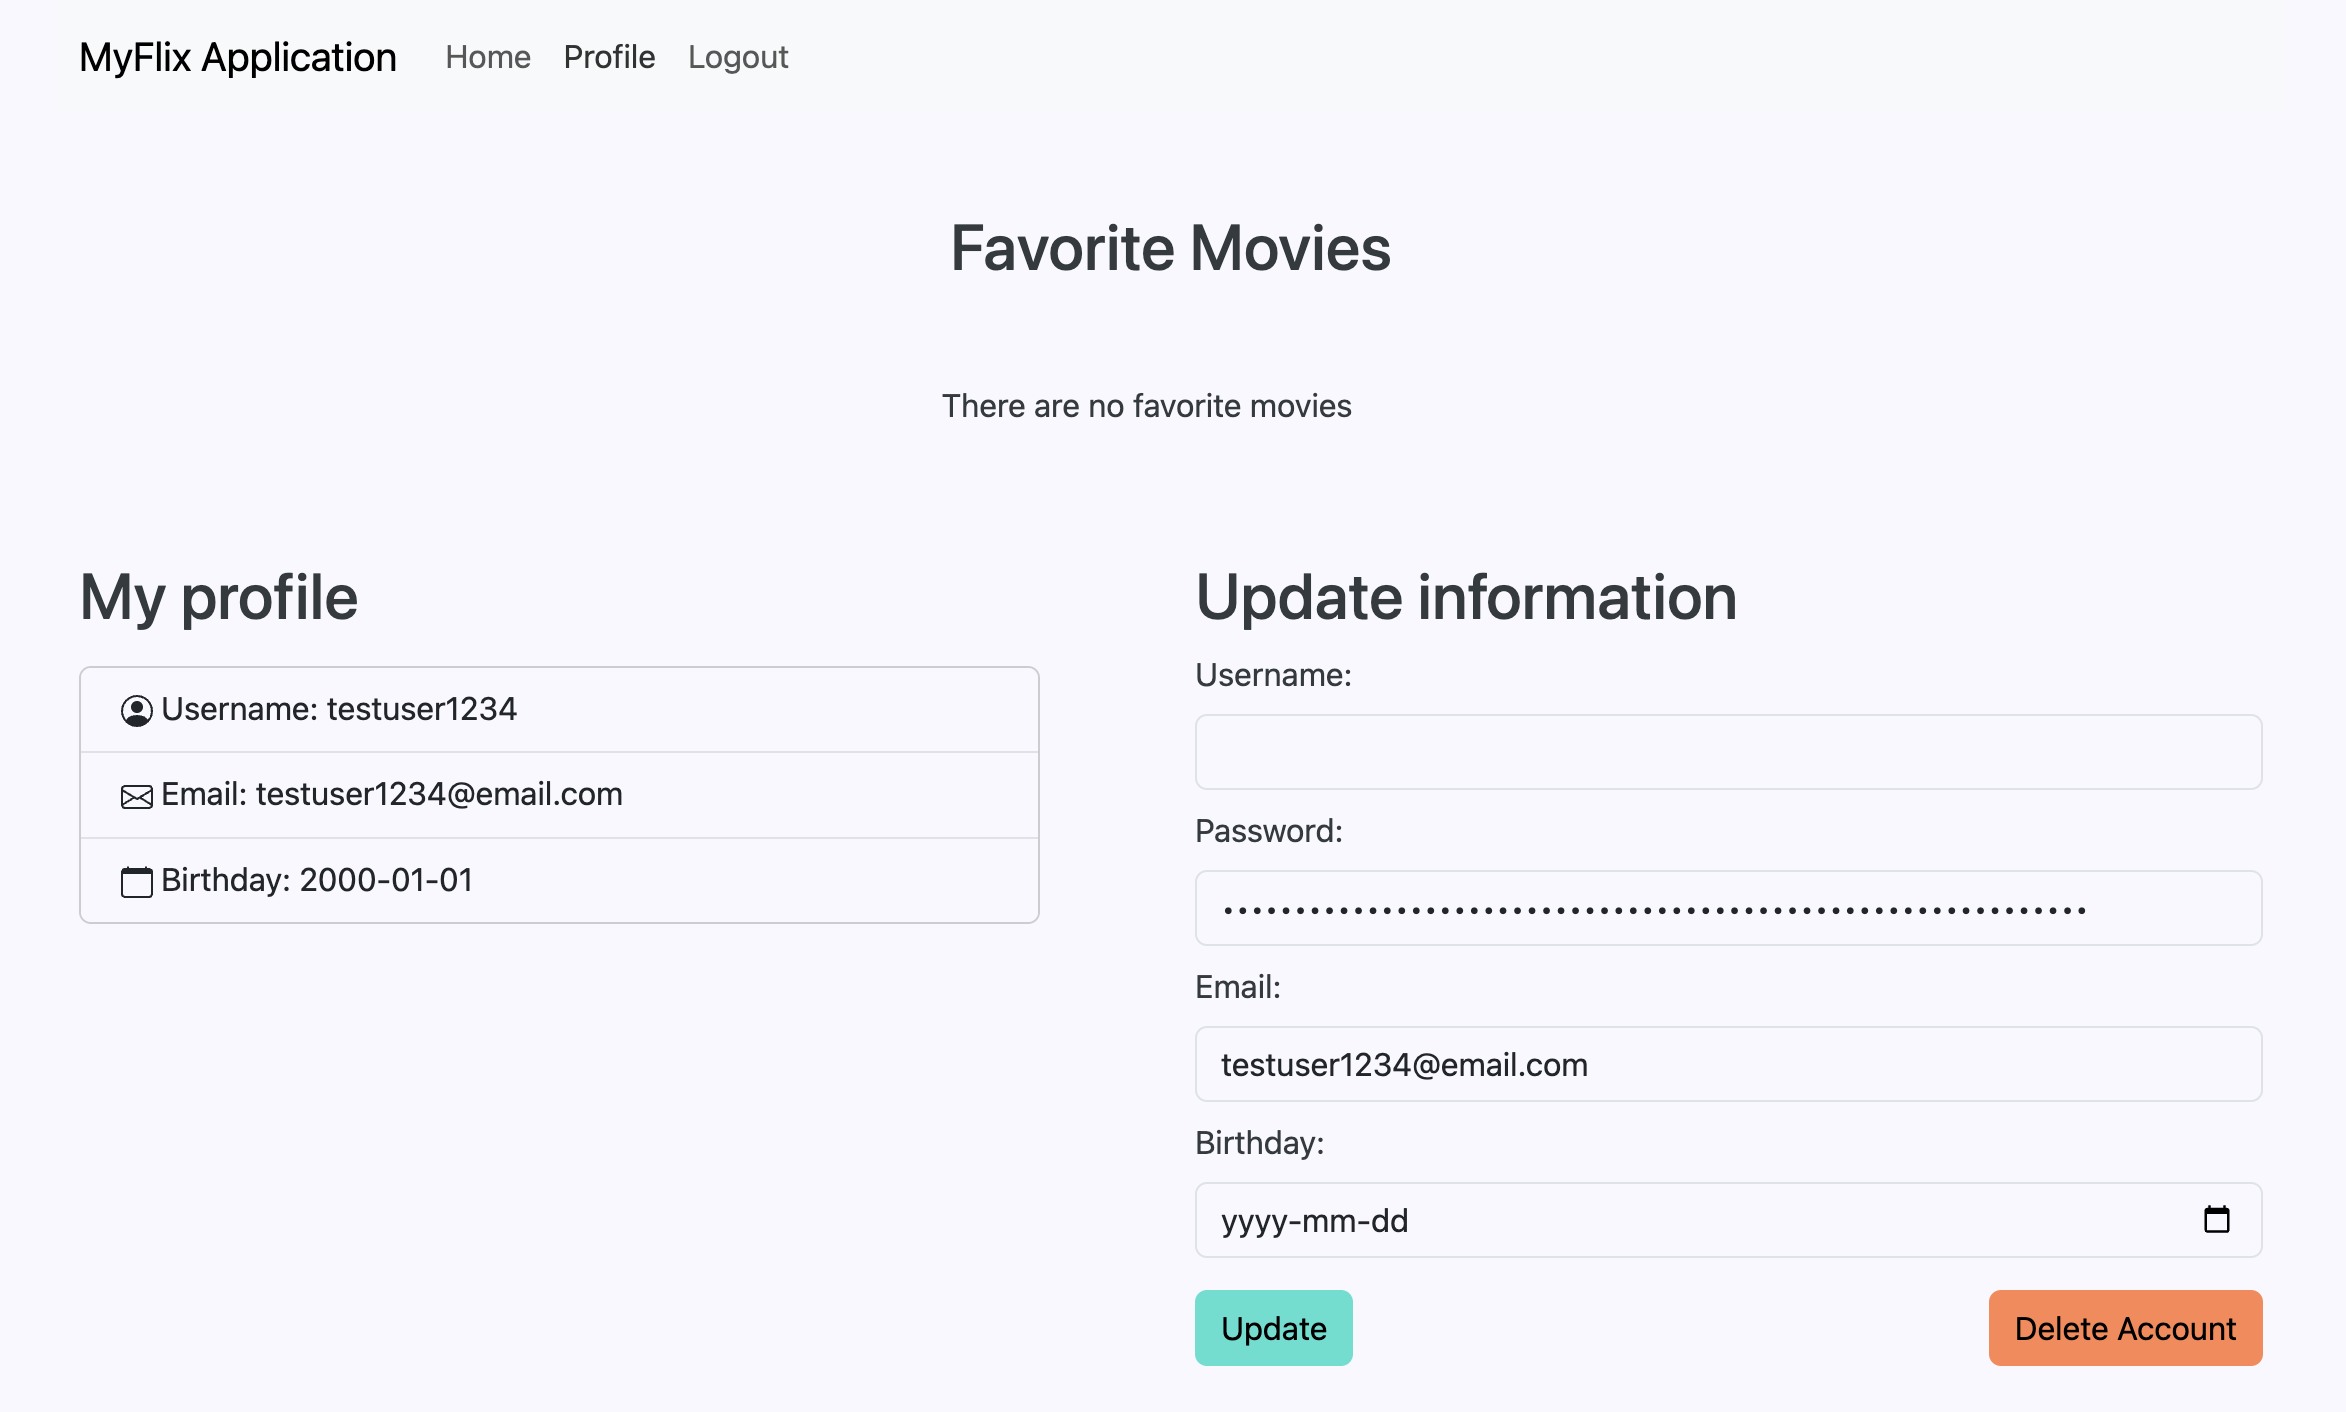 MyFlix Application Home Profile Logout
Favorite Movies
There are no favorite movies
My profile
Username: testuser1234
Email: testuser1234@email.com
Birthday: 2000-01-01
Update information
Username:
Password:
••••••••••••••••••••••••••••••••••••••••••••••••••••••••••••
Email:
testuser1234@email.com
Birthday:
yyyy-mm-dd
Update Delete Account